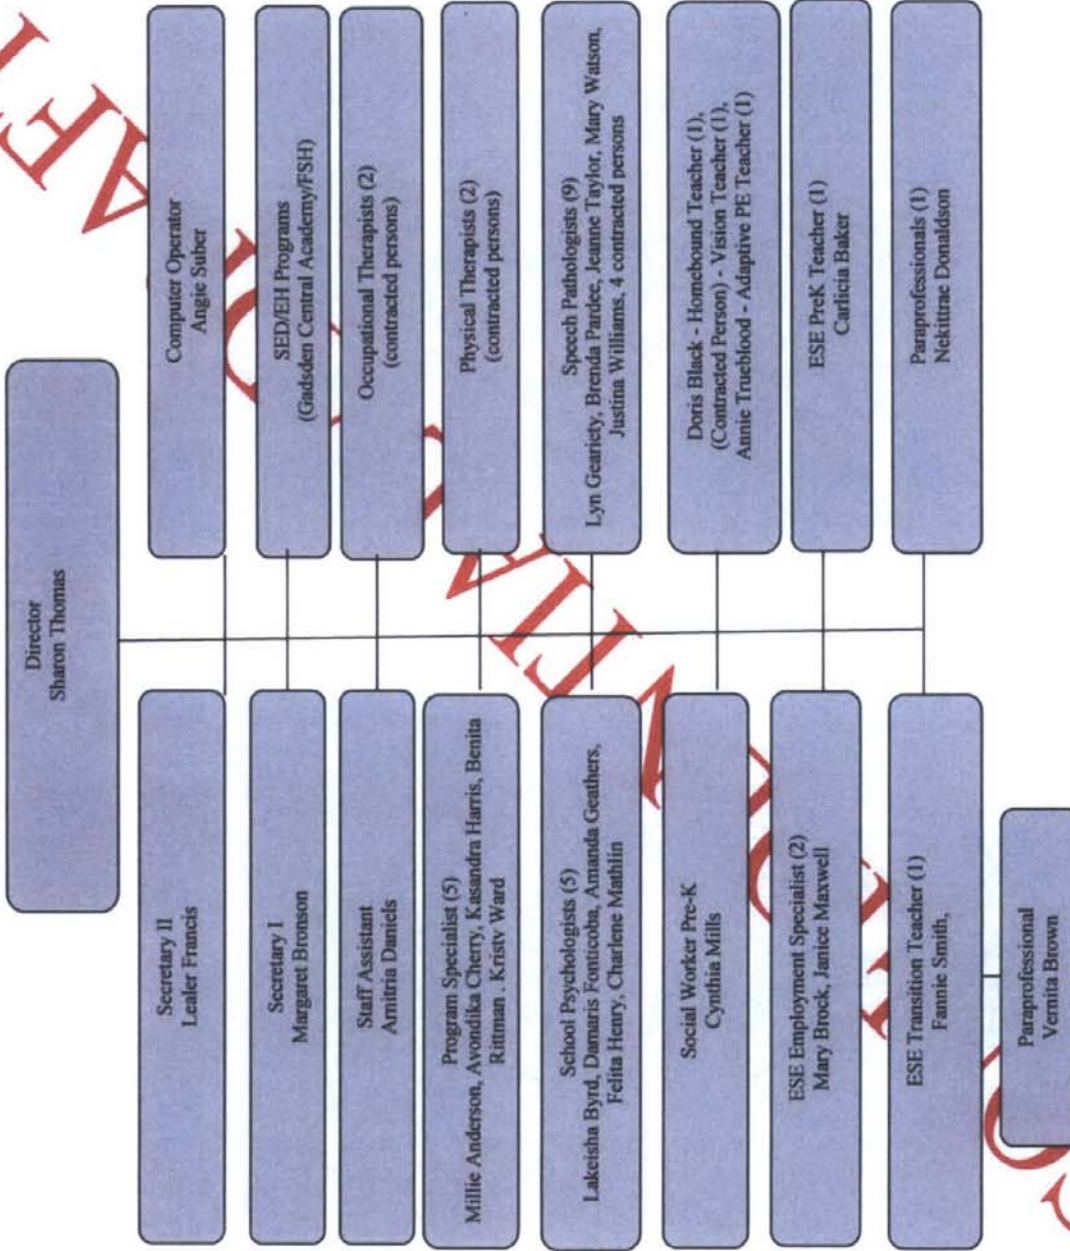 Director
Sharon Thomas
Secretary II
Lealer Francis
Computer Operator
Angie Suber
Secretary I
Margaret Bronson
SED/EH Programs
(Gadsden Central Academy/FSH)
Staff Assistant
Amitria Daniels
Occupational Therapists (2)
(contracted persons)
Program Specialist (5)
Millie Anderson, Avondika Cherry, Kasandra Harris, Benita
Rittman . Kristy Ward
Physical Therapists (2)
(contracted persons)
School Psychologists (5)
Lakeisha Byrd, Damaris Fonticoba, Amanda Geathers,
Felita Henry, Charlene Mathlin
Speech Pathologists (9)
Lyn Geariety, Brenda Pardee, Jeanne Taylor, Mary Watson,
Justina Williams, 4 contracted persons
Social Worker Pre-K
Cynthia Mills
Doris Black - Homebound Teacher (1),
(Contracted Person) - Vision Teacher (1),
Annie Trueblood - Adaptive PE Teacher (1)
ESE Employment Specialist (2)
Mary Brock, Janice Maxwell
ESE PreK Teacher (1)
Carlicia Baker
ESE Transition Teacher (1)
Fannie Smith,
Paraprofessionals (1)
Nekittrae Donaldson
Paraprofessional
Vernita Brown